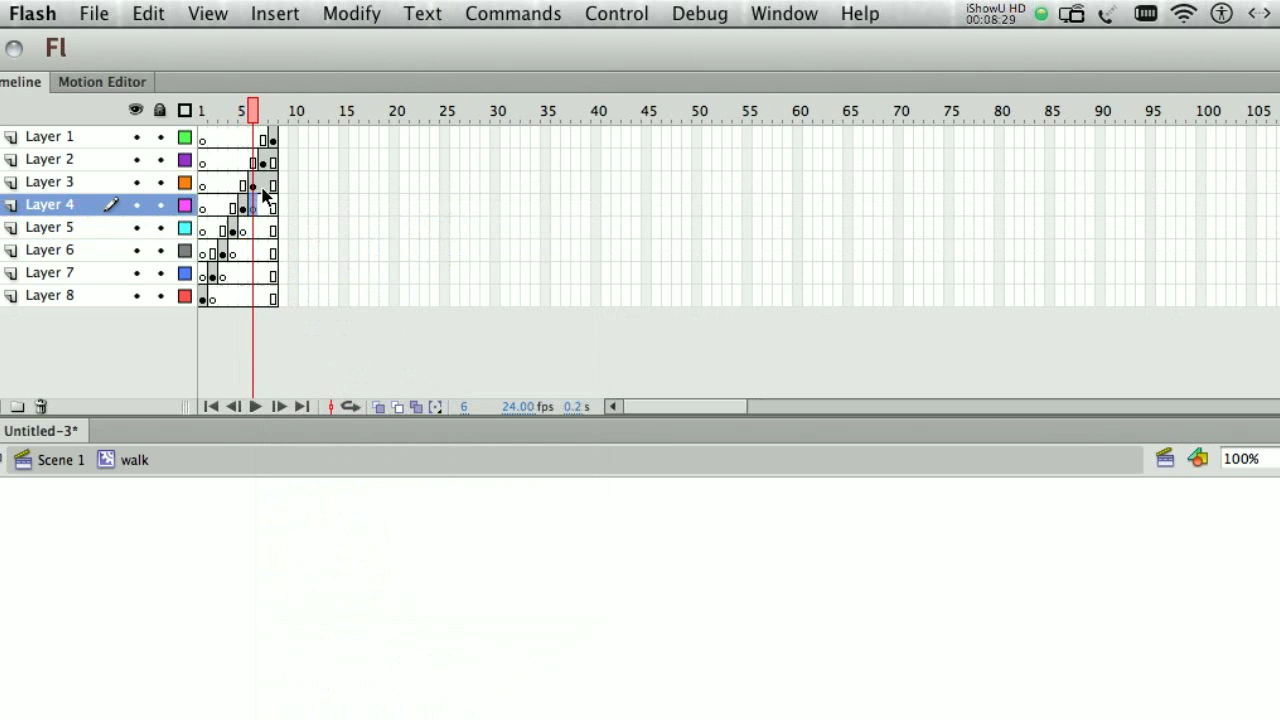 Flash File Edit View Insert Modify Text Commands Control Debug Window Help iShowU HD 00:08:29
Fl
meline Motion Editor
1 5 10 15 20 25 30 35 40 45 50 55 60 65 70 75 80 85 90 95 100 105
Layer 1
Layer 2
Layer 3
Layer 4
Layer 5
Layer 6
Layer 7
Layer 8
6 24.00 fps 0.2 s
Untitled-3*
Scene 1 walk 100%